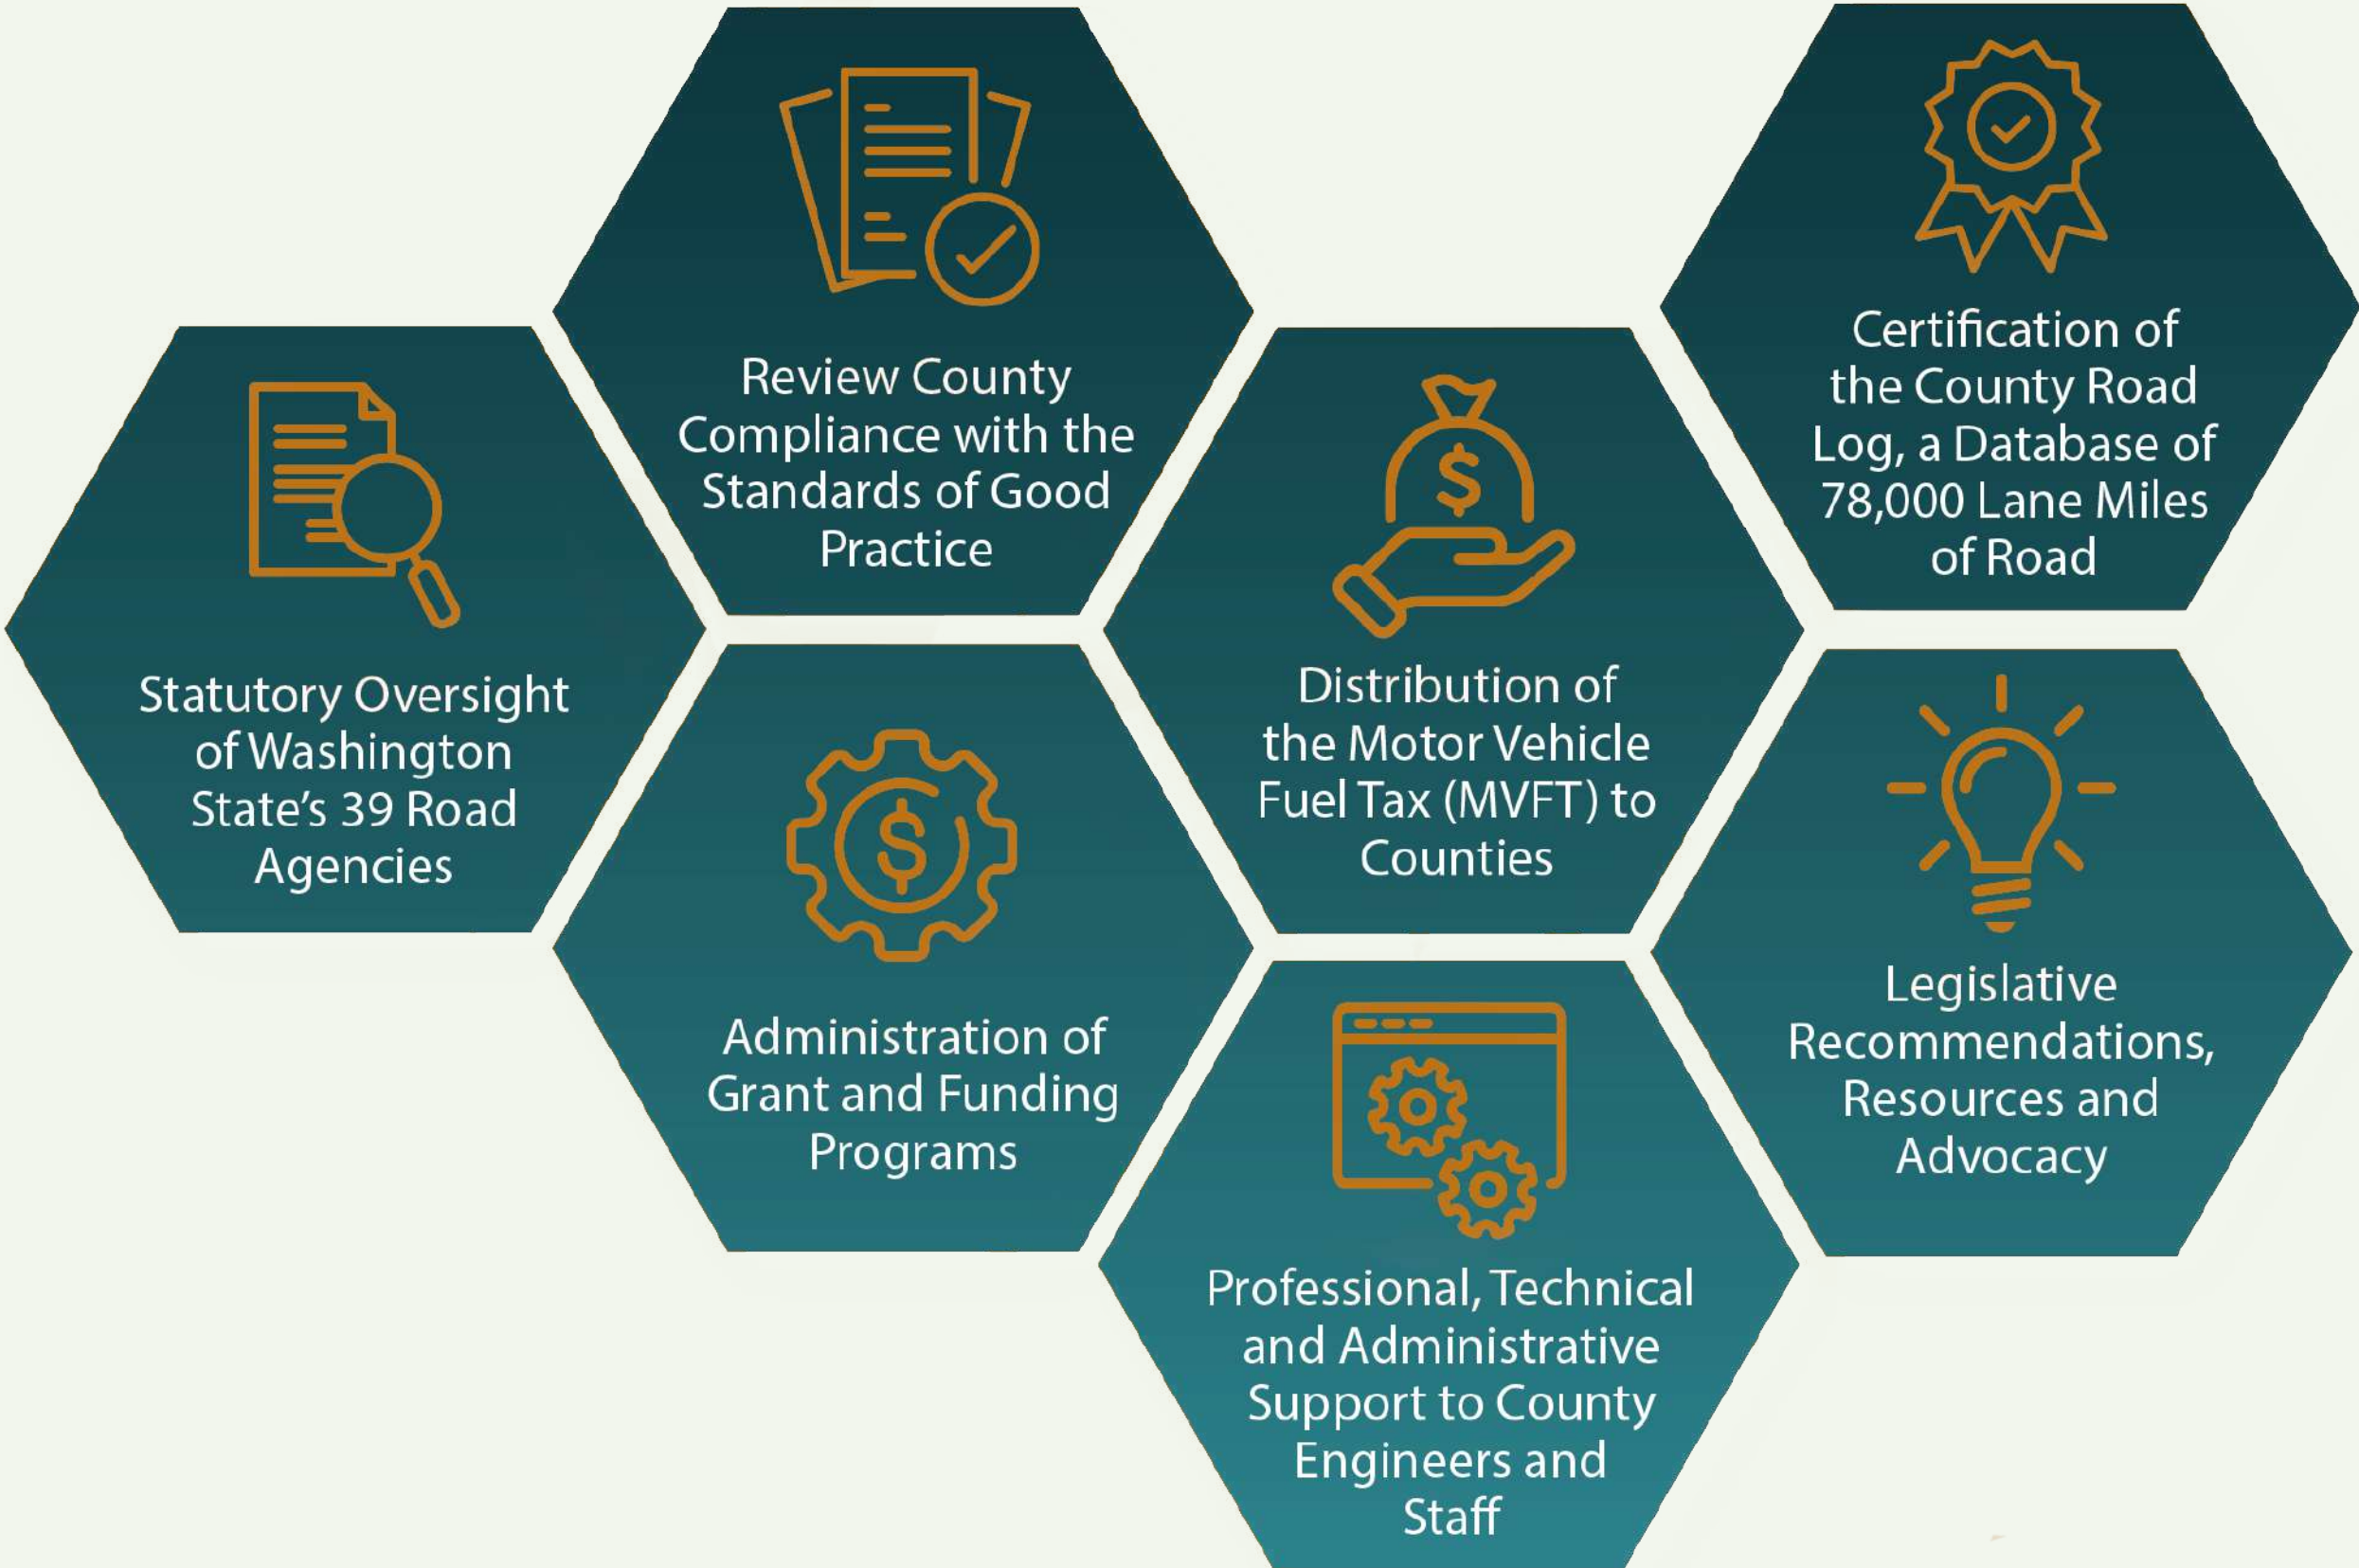 Statutory Oversight
of Washington
State's 39 Road
Agencies
Review County
Compliance with the
Standards of Good
Practice
Administration of
Grant and Funding
Programs
Distribution of
the Motor Vehicle
Fuel Tax (MVFT) to
Counties
Professional, Technical
and Administrative
Support to County
Engineers and
Staff
Certification of
the County Road
Log, a Database of
78,000 Lane Miles
of Road
Legislative
Recommendations,
Resources and
Advocacy